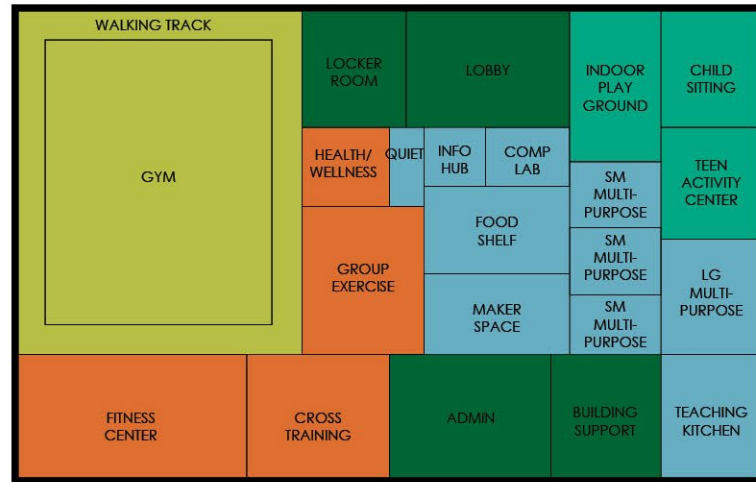 WALKING TRACK
GYM
LOCKER
ROOM
LOBBY
INDOOR
PLAY
GROUND
CHILD
SITTING
HEALTH/
WELLNESS
QUIET
INFO
HUB
COMP
LAB
SM
MULTI-
PURPOSE
TEEN
ACTIVITY
CENTER
FOOD
SHELF
SM
MULTI-
PURPOSE
GROUP
EXERCISE
LG
MULTI-
PURPOSE
MAKER
SPACE
SM
MULTI-
PURPOSE
FITNESS
CENTER
CROSS
TRAINING
ADMIN
BUILDING
SUPPORT
TEACHING
KITCHEN